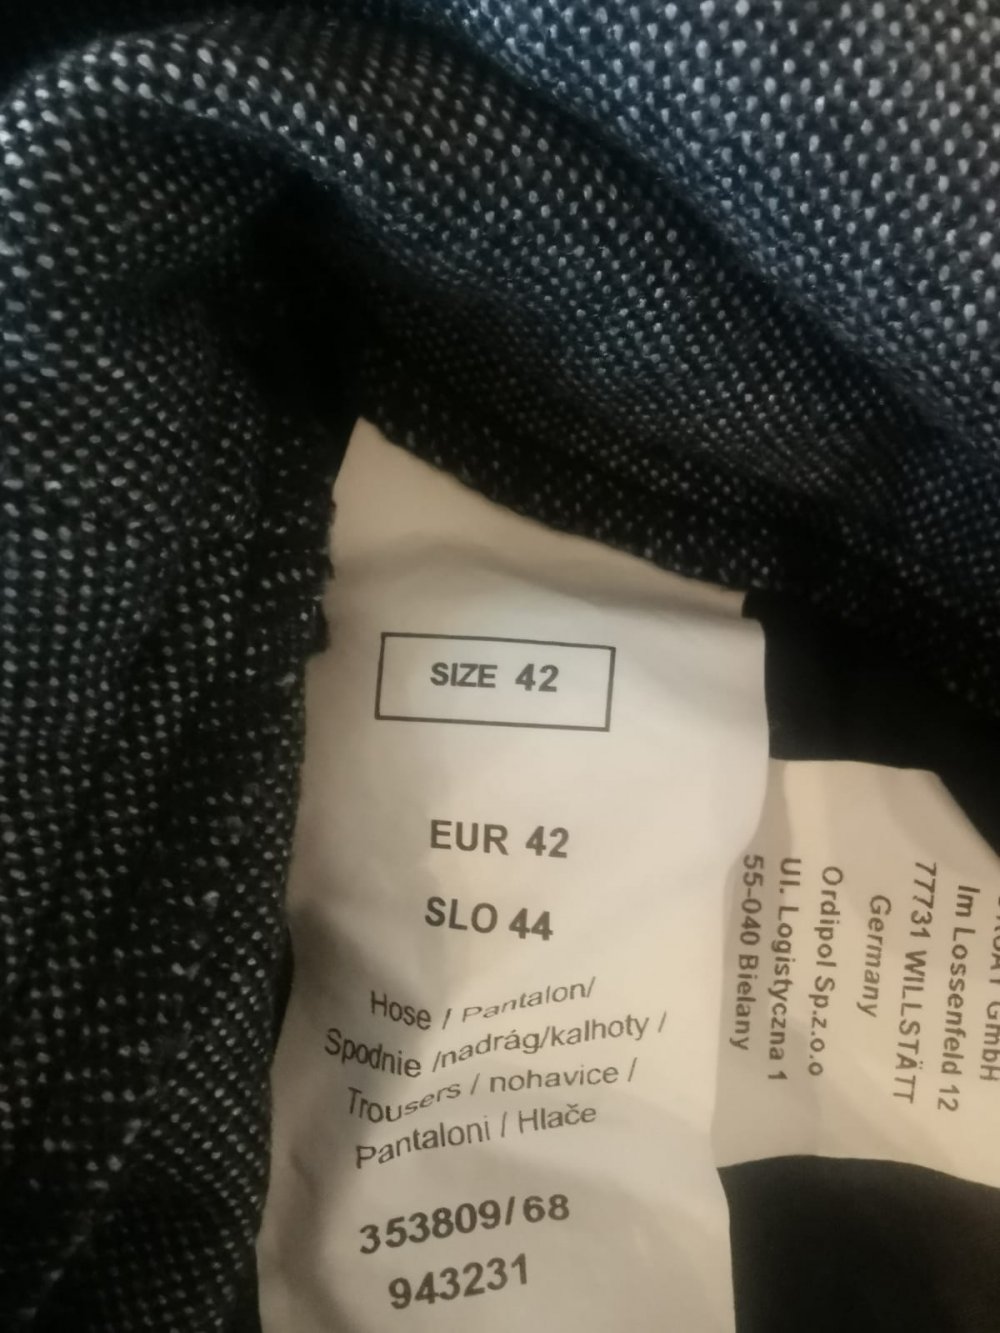 SIZE 42
EUR 42
SLO 44
Hose / Pantalon/
Spodnie /nadrág/kalhoty /
Trousers / nohavice /
Pantaloni / Hlače
353809/68
943231
GmbH
Im Lossenfeld 12
77731 WILLSTÄTT
Germany
Ordipol Sp.z.o.o
Ul. Logistyczna 1
55-040 Bielany